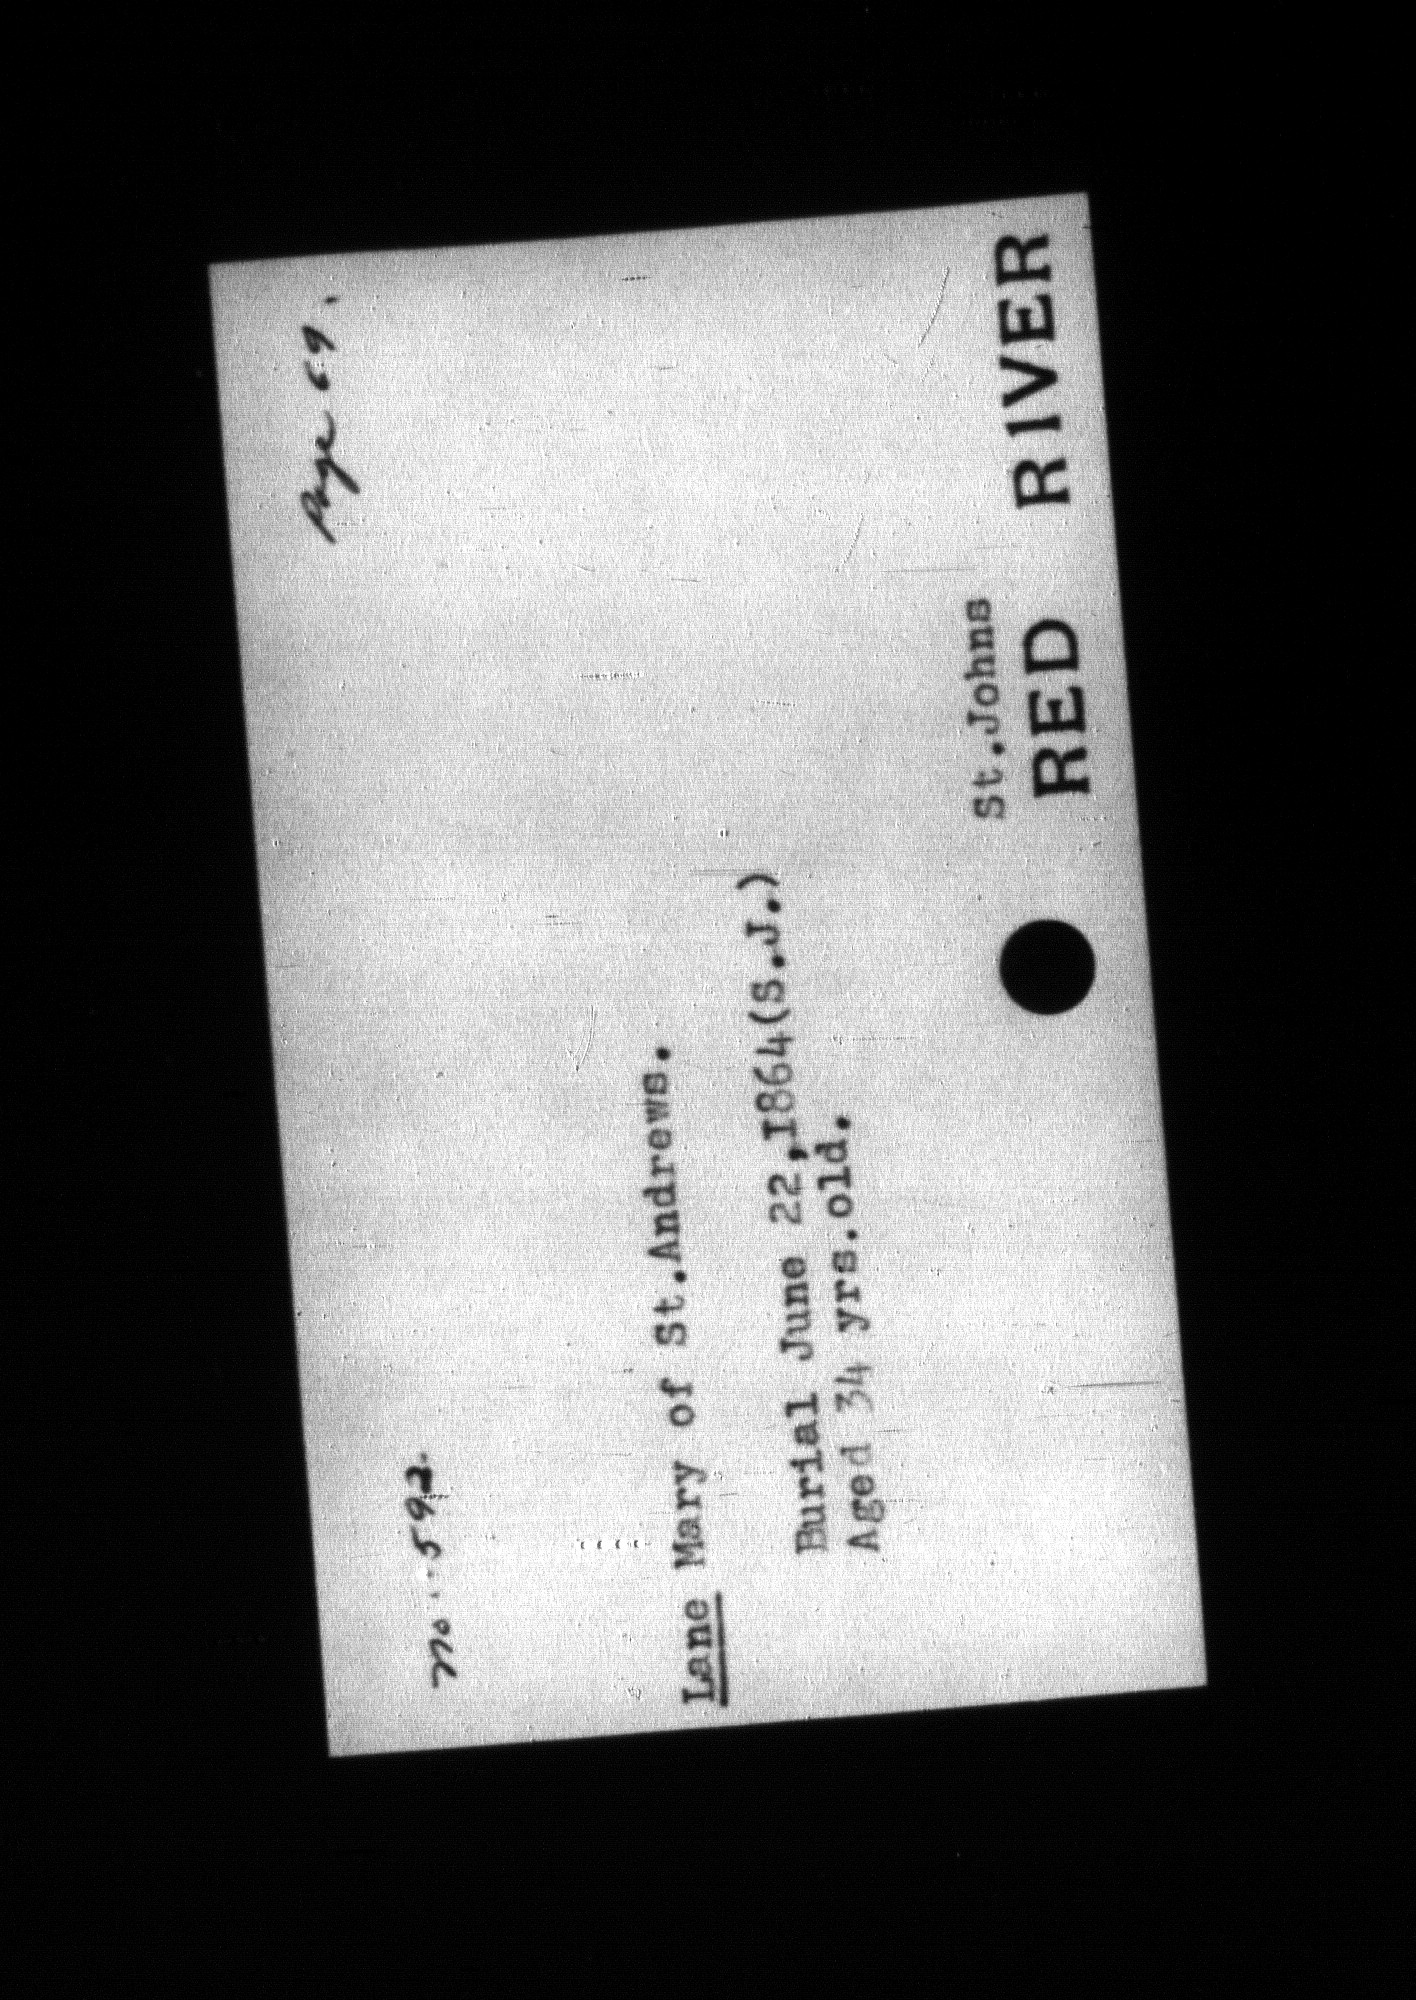 Page 69.
no. 592.
Lane Mary of St.Andrews.
Burial June 22,I864(S.J.)
Aged 34 yrs.old.
St.Johns
RED RIVER